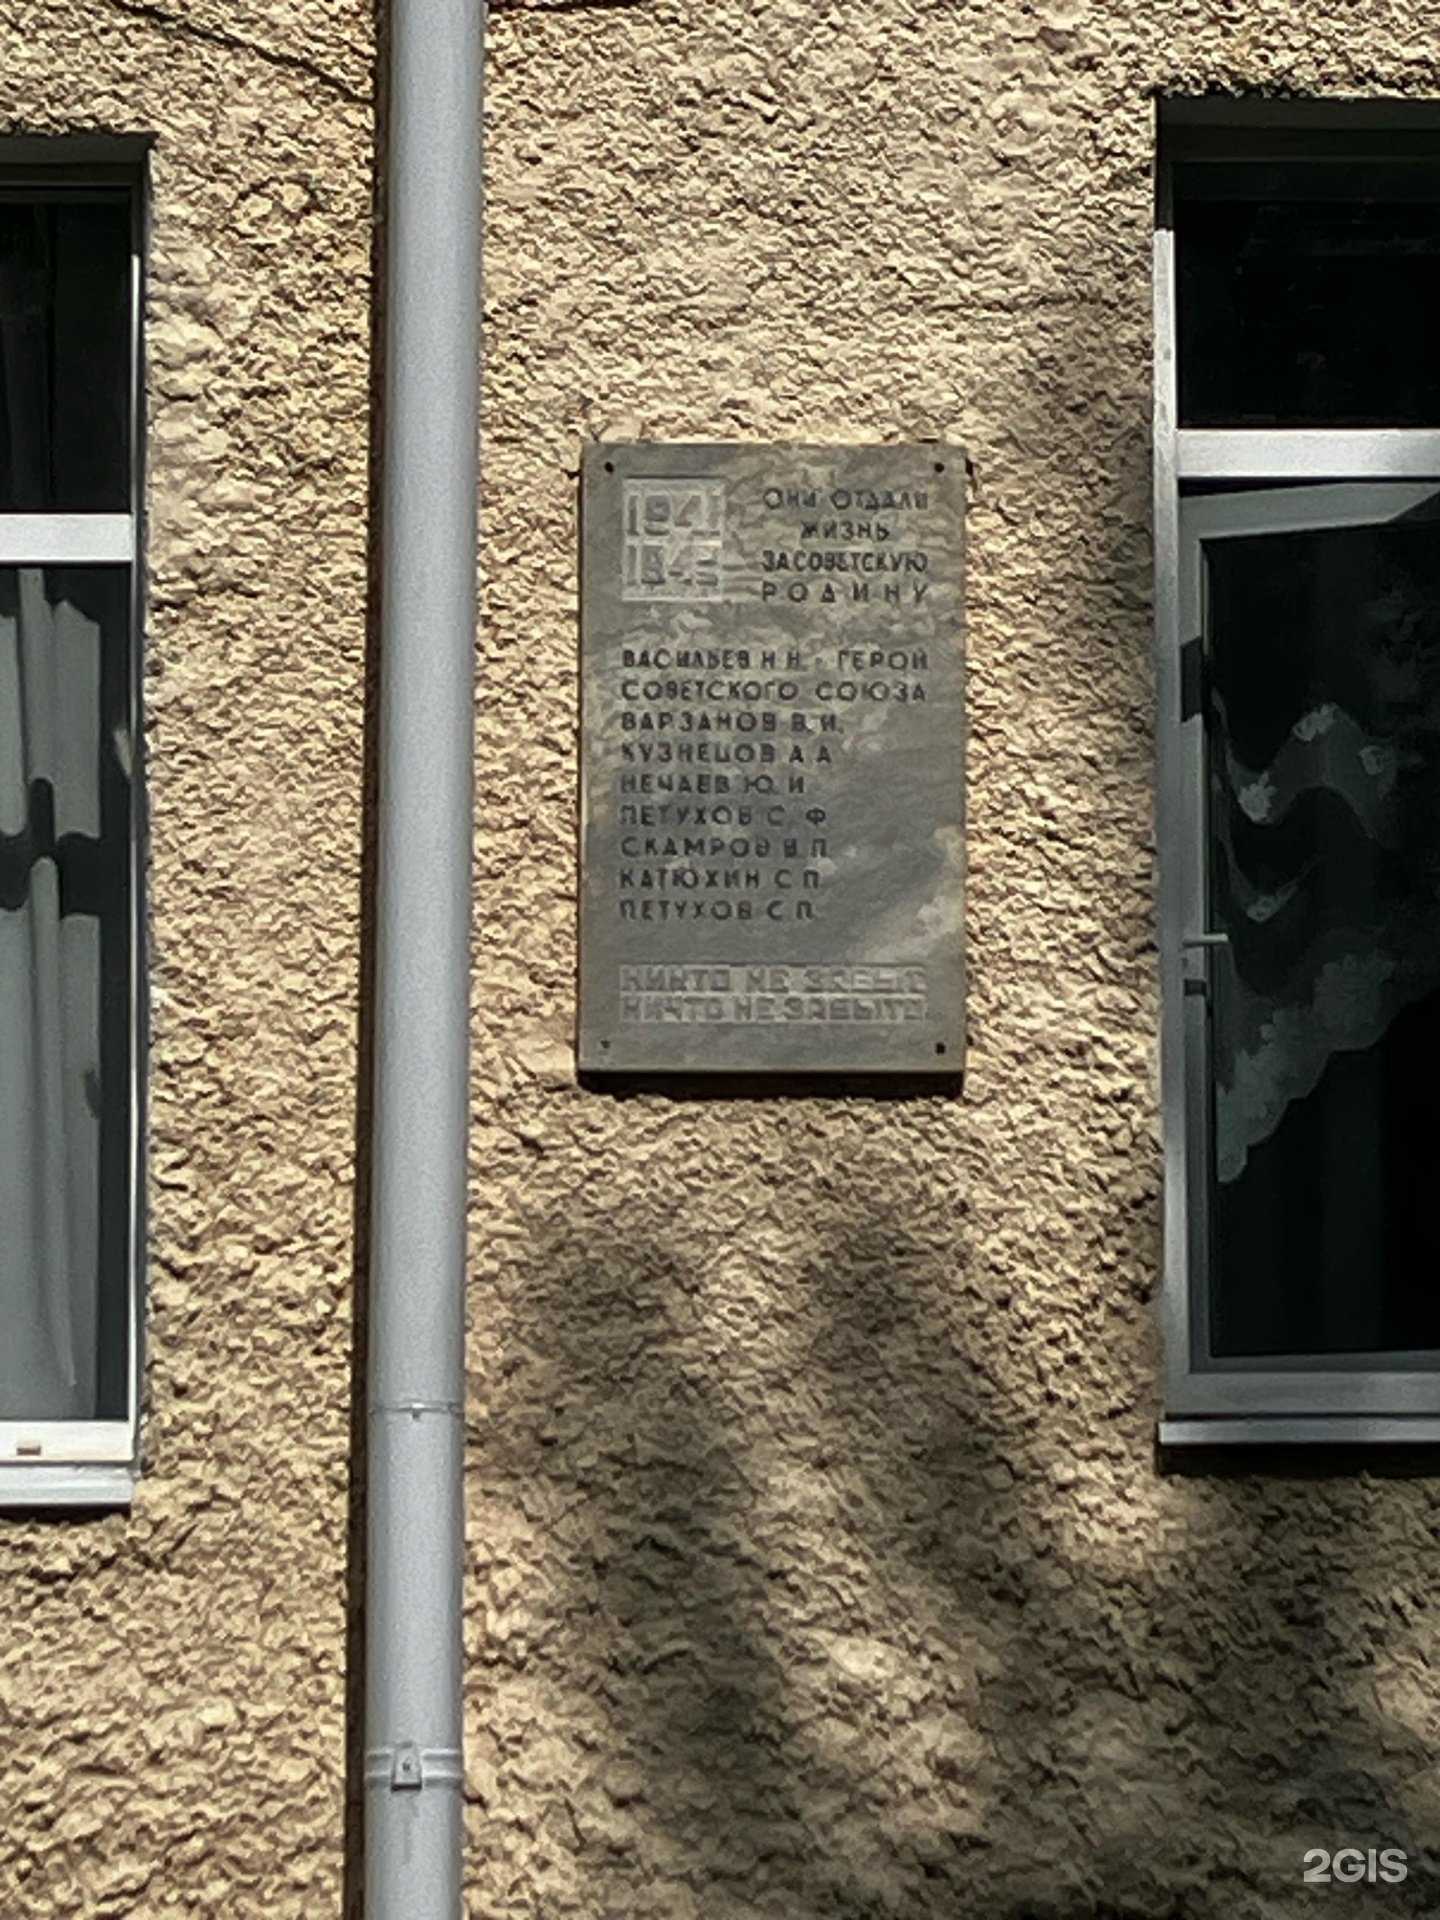 1941
1945
ОНИ ОТДАЛИ
ЖИЗНЬ
ЗА СОВЕТСКУЮ
РОДИНУ
ВАСИЛЬЕВ Н.Н. - ГЕРОЙ
СОВЕТСКОГО СОЮЗА
ВАРЗАНОВ В.И.
КУЗНЕЦОВ А.А
НЕЧАЕВ Ю.И
ПЕТУХОВ С.Ф
СКАМРОВ В.П
КАТЮХИН С.П
ПЕТУХОВ С.П
НИКТО НЕ ЗАБЫТ
НИЧТО НЕ ЗАБЫТО
2GIS